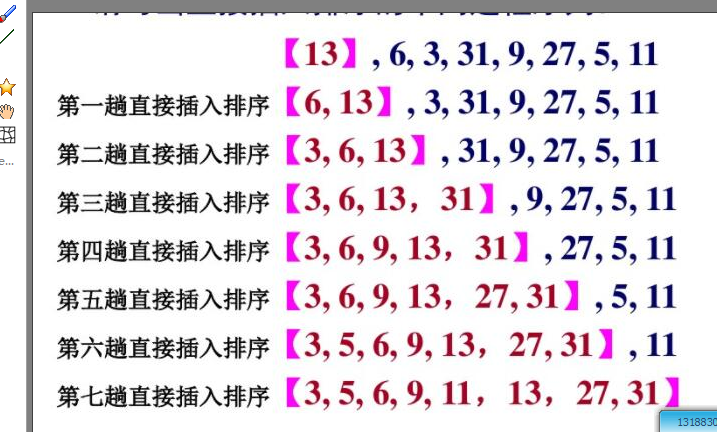 【13】, 6, 3, 31, 9, 27, 5, 11
第一趟直接插入排序【6, 13】, 3, 31, 9, 27, 5, 11
第二趟直接插入排序【3, 6, 13】, 31, 9, 27, 5, 11
第三趟直接插入排序【3, 6, 13，31】, 9, 27, 5, 11
第四趟直接插入排序【3, 6, 9, 13，31】, 27, 5, 11
第五趟直接插入排序【3, 6, 9, 13，27, 31】, 5, 11
第六趟直接插入排序【3, 5, 6, 9, 13，27, 31】, 11
第七趟直接插入排序【3, 5, 6, 9, 11，13，27, 31】
e...
1318830